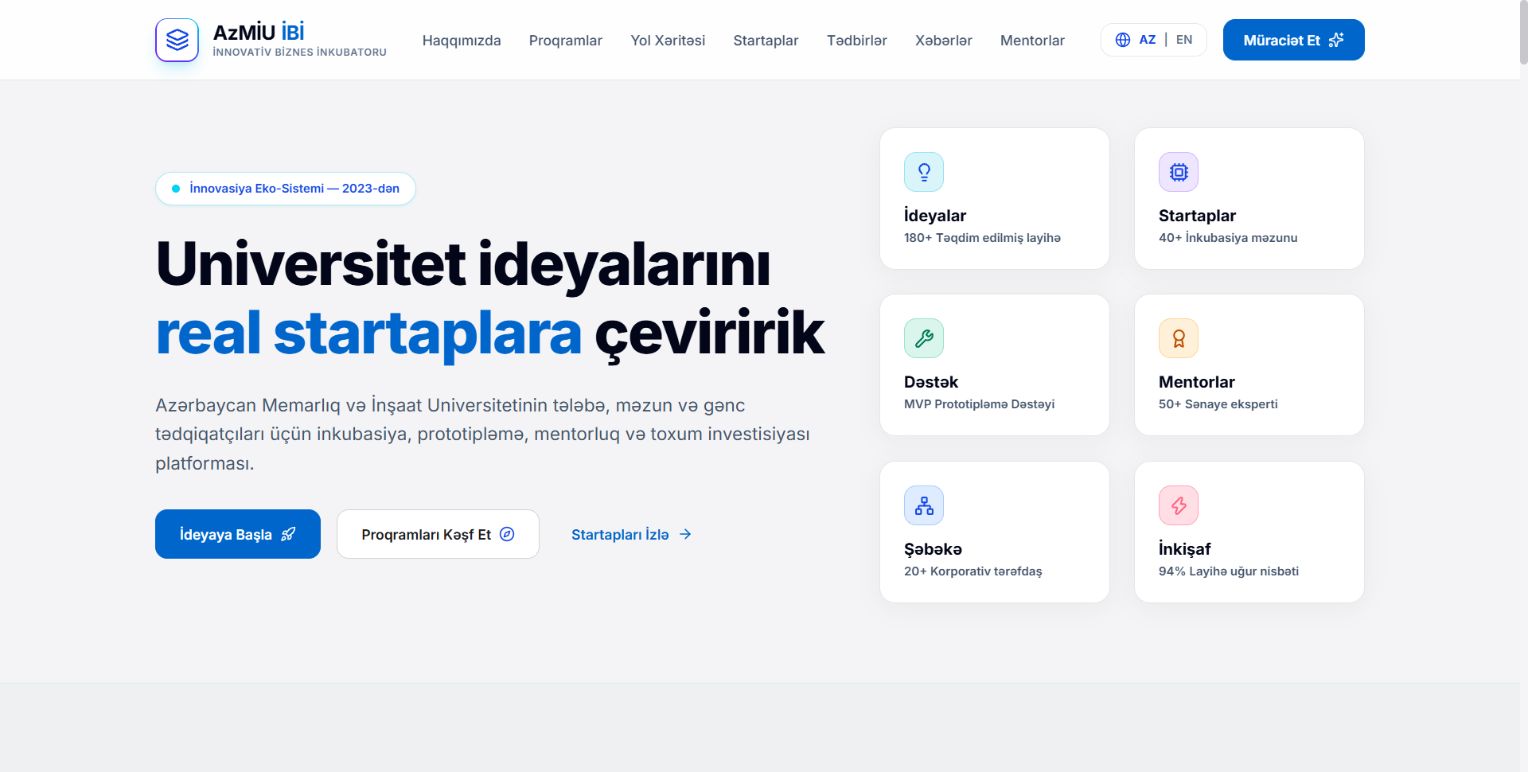 AzMİU İBİ
İNNOVATİV BİZNES İNKUBATORU
Haqqımızda
Proqramlar
Yol Xəritəsi
Startaplar
Tədbirlər
Xəbərlər
Mentorlar
AZ | EN
Müraciət Et
İnnovasiya Eko-Sistemi — 2023-dən
Universitet ideyalarını
real startaplara çeviririk
Azərbaycan Memarlıq və İnşaat Universitetinin tələbə, məzun və gənc
tədqiqatçıları üçün inkubasiya, prototipləmə, mentorluq və toxum investisiyası
platforması.
İdeyaya Başla
Proqramları Kəşf Et
Startapları İzlə
İdeyalar
180+ Təqdim edilmiş layihə
Startaplar
40+ İnkubasiya məzunu
Dəstək
MVP Prototipləmə Dəstəyi
Mentorlar
50+ Sənaye eksperti
Şəbəkə
20+ Korporativ tərəfdaş
İnkişaf
94% Layihə uğur nisbəti